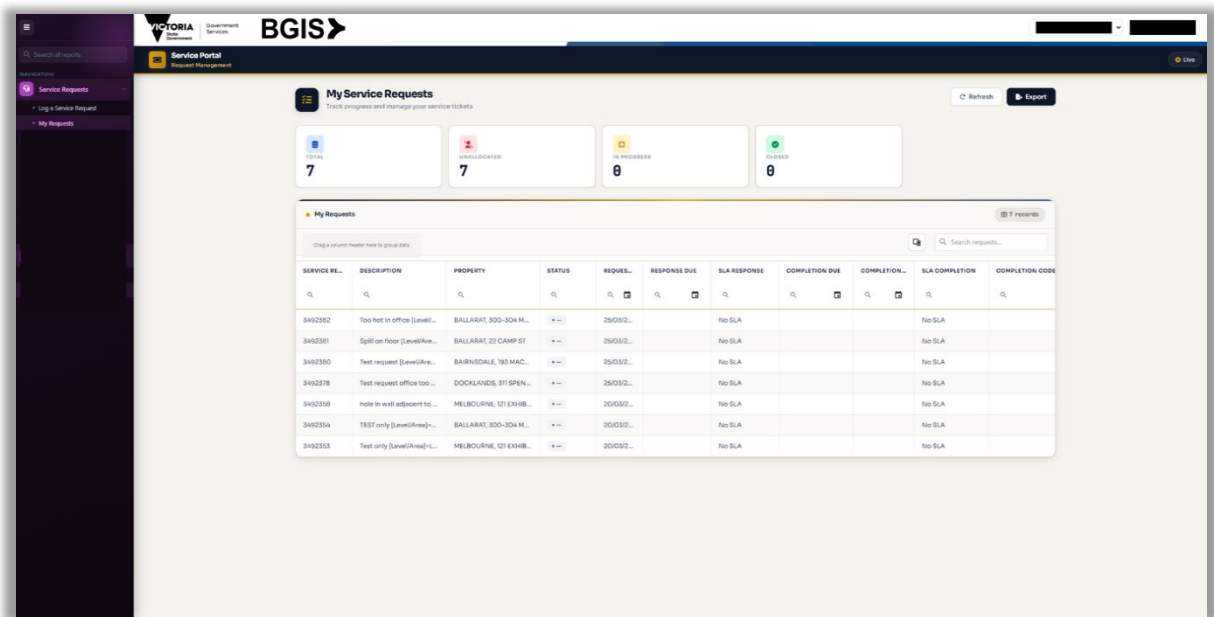 VICTORIA
State
Government
Government
Services
BGIS
Search all reports...
NAVIGATION
Service Requests
Log a Service Request
My Requests
Service Portal
Request Management
Live
My Service Requests
Track progress and manage your service tickets
Refresh
Export
TOTAL
7
UNALLOCATED
7
IN PROGRESS
0
CLOSED
0
My Requests
7 records
Drag a column header here to group data
Search requests...
SERVICE RE... DESCRIPTION PROPERTY STATUS REQUES... RESPONSE DUE SLA RESPONSE COMPLETION DUE COMPLETION... SLA COMPLETION COMPLETION CODE
3492382 Too hot in office [Level/... BALLARAT, 300-304 M... -- 25/03/2... No SLA No SLA
3492381 Spill on floor [Level/Are... BALLARAT, 22 CAMP ST -- 25/03/2... No SLA No SLA
3492380 Test request [Level/Are... BAIRNSDALE, 193 MAC... -- 25/03/2... No SLA No SLA
3492378 Test request office too ... DOCKLANDS, 311 SPEN... -- 25/03/2... No SLA No SLA
3492358 hole in wall adjacent to ... MELBOURNE, 121 EXHIB... -- 20/03/2... No SLA No SLA
3492354 TEST only [Level/Area]=... BALLARAT, 300-304 M... -- 20/03/2... No SLA No SLA
3492353 Test only [Level/Area]=L... MELBOURNE, 121 EXHIB... -- 20/03/2... No SLA No SLA